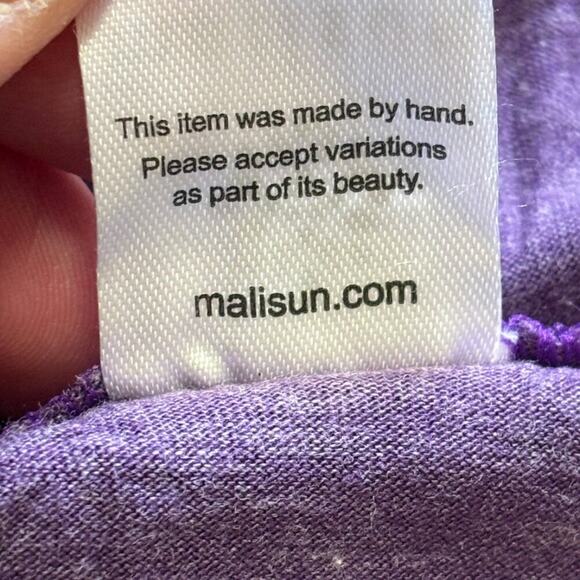 This item was made by hand.
Please accept variations
as part of its beauty.
malisun.com